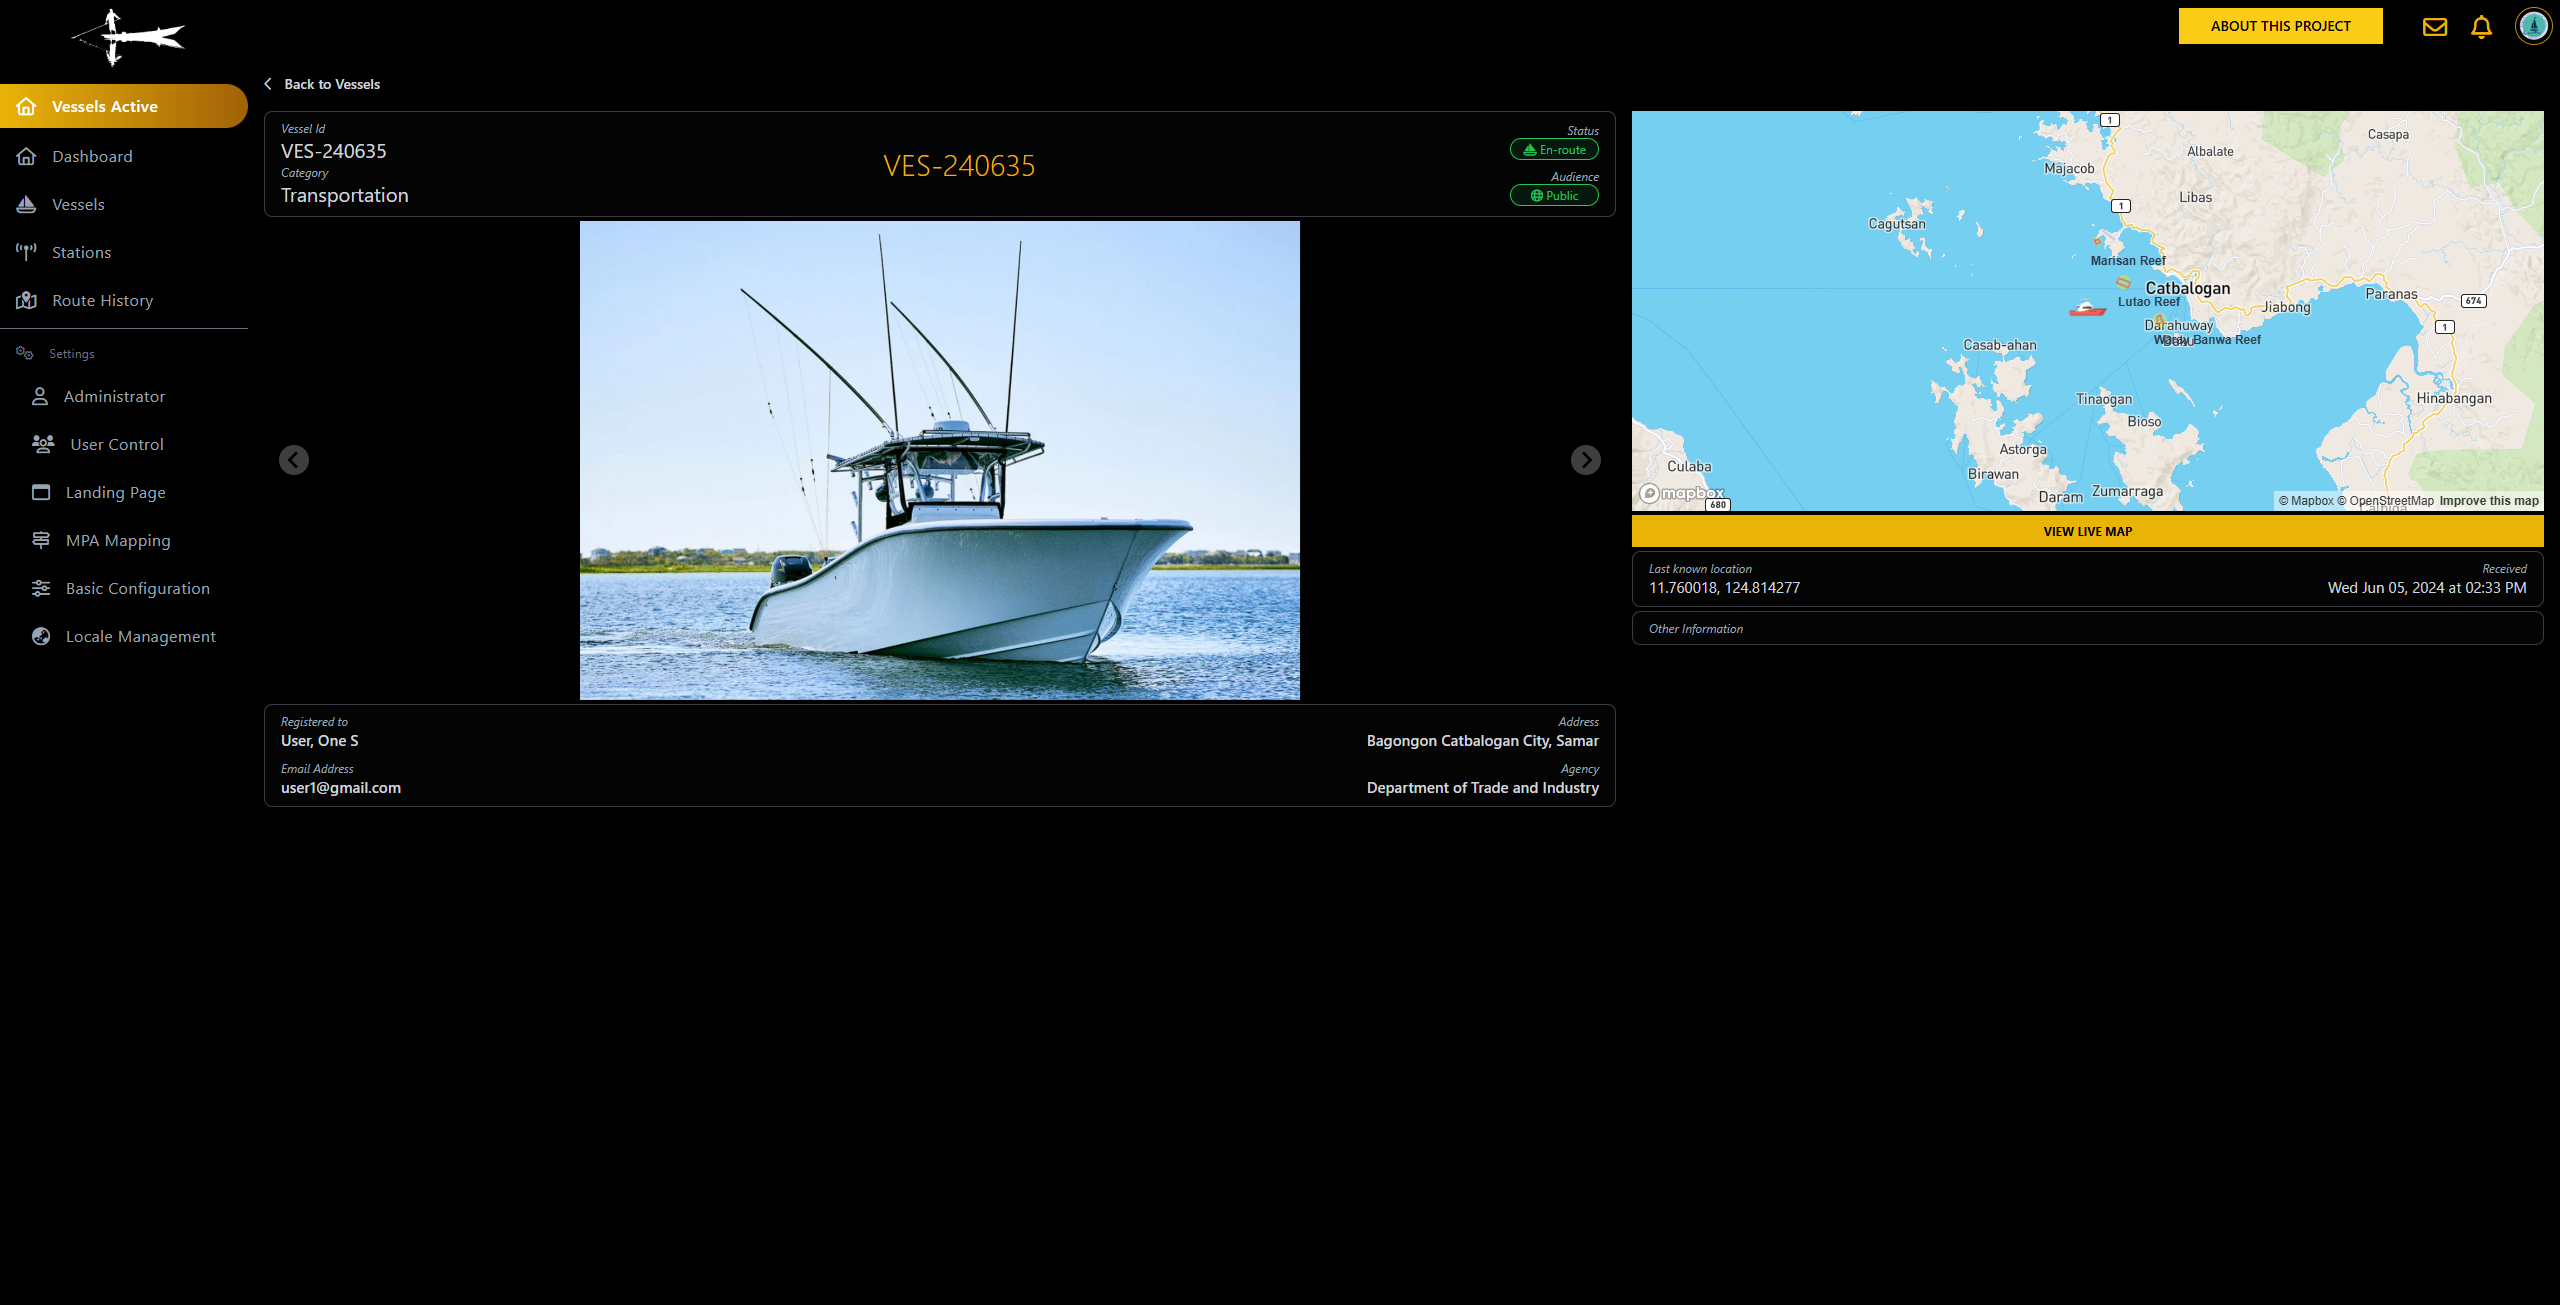 ABOUT THIS PROJECT
Vessels Active
Dashboard
Vessels
Stations
Route History
Settings
Administrator
User Control
Landing Page
MPA Mapping
Basic Configuration
Locale Management
Back to Vessels
Vessel Id
VES-240635
Category
Transportation
VES-240635
Status
En-route
Audience
Public
Registered to
User, One S
Email Address
user1@gmail.com
Address
Bagongon Catbalogan City, Samar
Agency
Department of Trade and Industry
1
Casapa
Albalate
Majacob
Libas
1
Cagutsan
Marisan Reef
Catbalogan
Lutao Reef
Jiabong
Paranas
674
1
Darahuway
Banwa Reef
Casab-ahan
Tinaogan
Hinabangan
Bioso
Astorga
Culaba
Birawan
Daram
Zumarraga
mapbox
680
© Mapbox © OpenStreetMap Improve this map
VIEW LIVE MAP
Last known location
11.760018, 124.814277
Received
Wed Jun 05, 2024 at 02:33 PM
Other Information